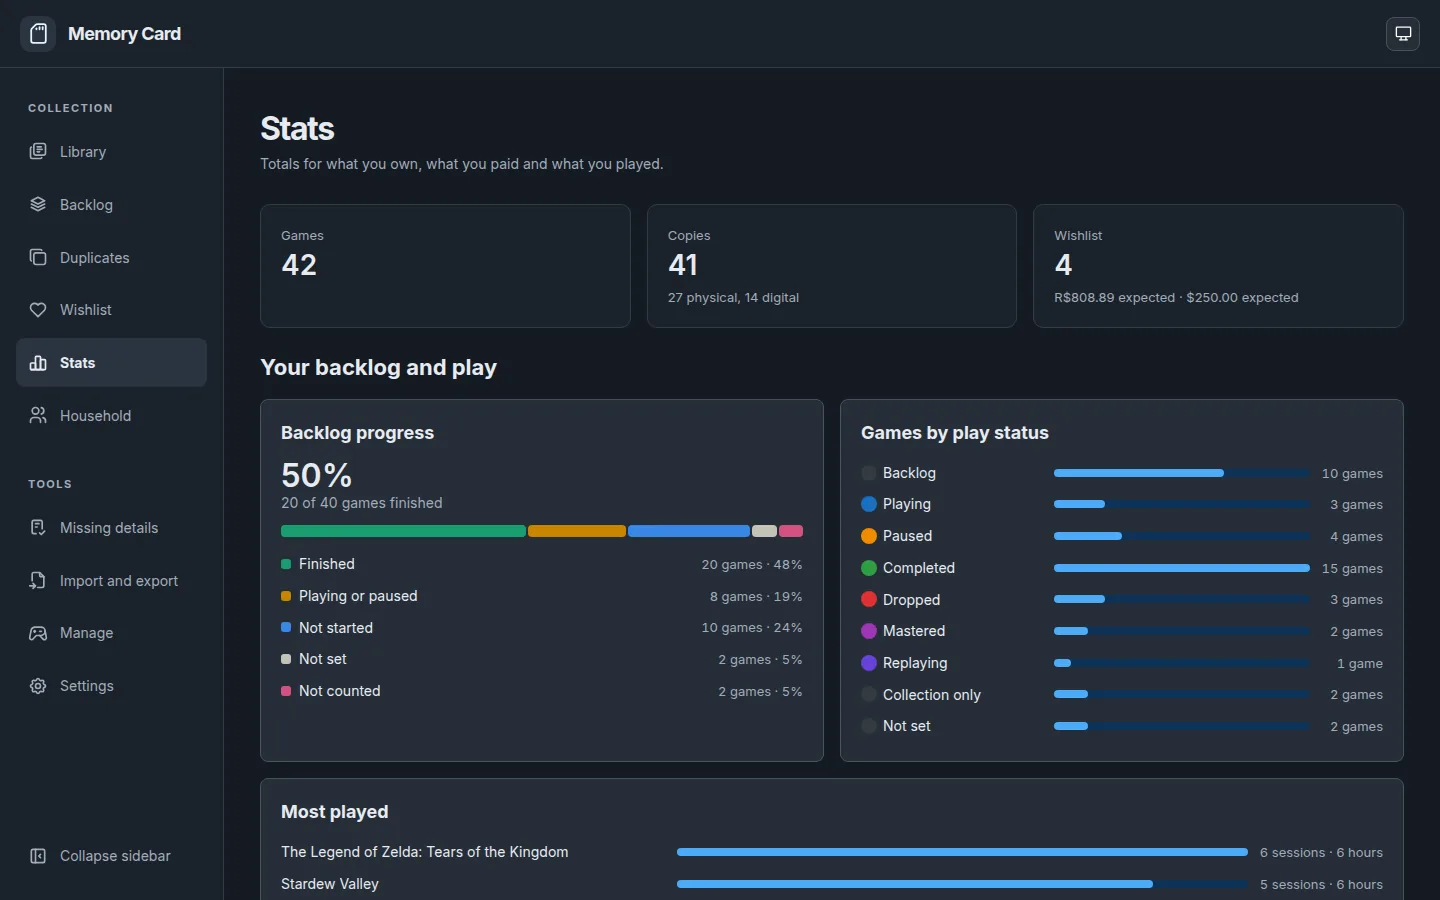 Memory Card
COLLECTION
Library
Backlog
Duplicates
Wishlist
Stats
Household
TOOLS
Missing details
Import and export
Manage
Settings
Collapse sidebar
Stats
Totals for what you own, what you paid and what you played.
Games
42
Copies
41
27 physical, 14 digital
Wishlist
4
R$808.89 expected · $250.00 expected
Your backlog and play
Backlog progress
50%
20 of 40 games finished
Finished 20 games · 48%
Playing or paused 8 games · 19%
Not started 10 games · 24%
Not set 2 games · 5%
Not counted 2 games · 5%
Games by play status
Backlog 10 games
Playing 3 games
Paused 4 games
Completed 15 games
Dropped 3 games
Mastered 2 games
Replaying 1 game
Collection only 2 games
Not set 2 games
Most played
The Legend of Zelda: Tears of the Kingdom 6 sessions · 6 hours
Stardew Valley 5 sessions · 6 hours